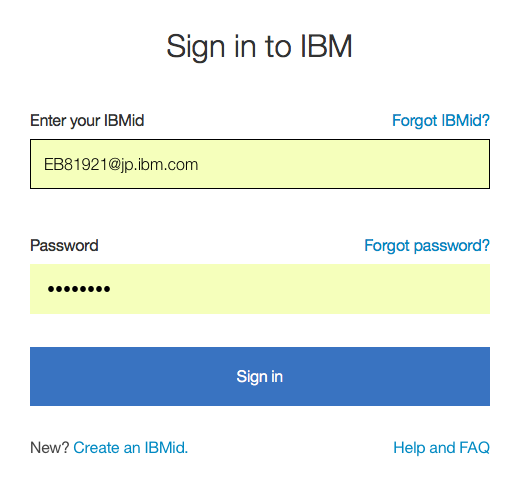 Sign in to IBM
Enter your IBMid Forgot IBMid?
EB81921@jp.ibm.com
Password Forgot password?
••••••••
Sign in
New? Create an IBMid. Help and FAQ